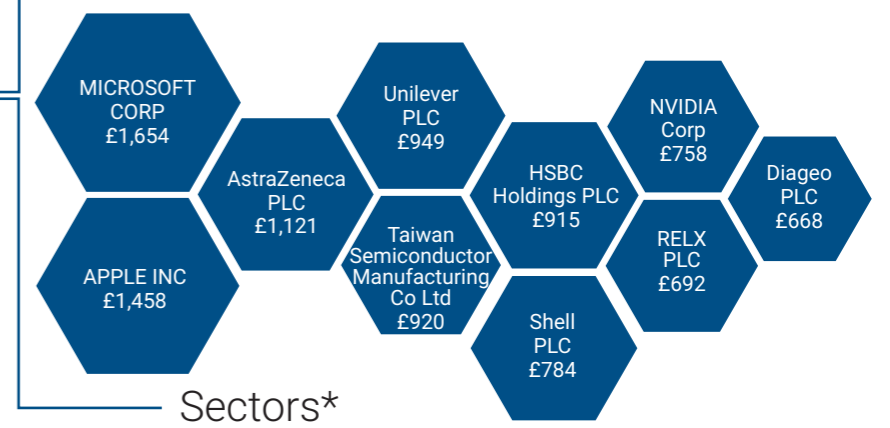 MICROSOFT
CORP
£1,654
APPLE INC
£1,458
AstraZeneca
PLC
£1,121
Unilever
PLC
£949
Taiwan
Semiconductor
Manufacturing
Co Ltd
£920
HSBC
Holdings PLC
£915
Shell
PLC
£784
NVIDIA
Corp
£758
RELX
PLC
£692
Diageo
PLC
£668
Sectors*